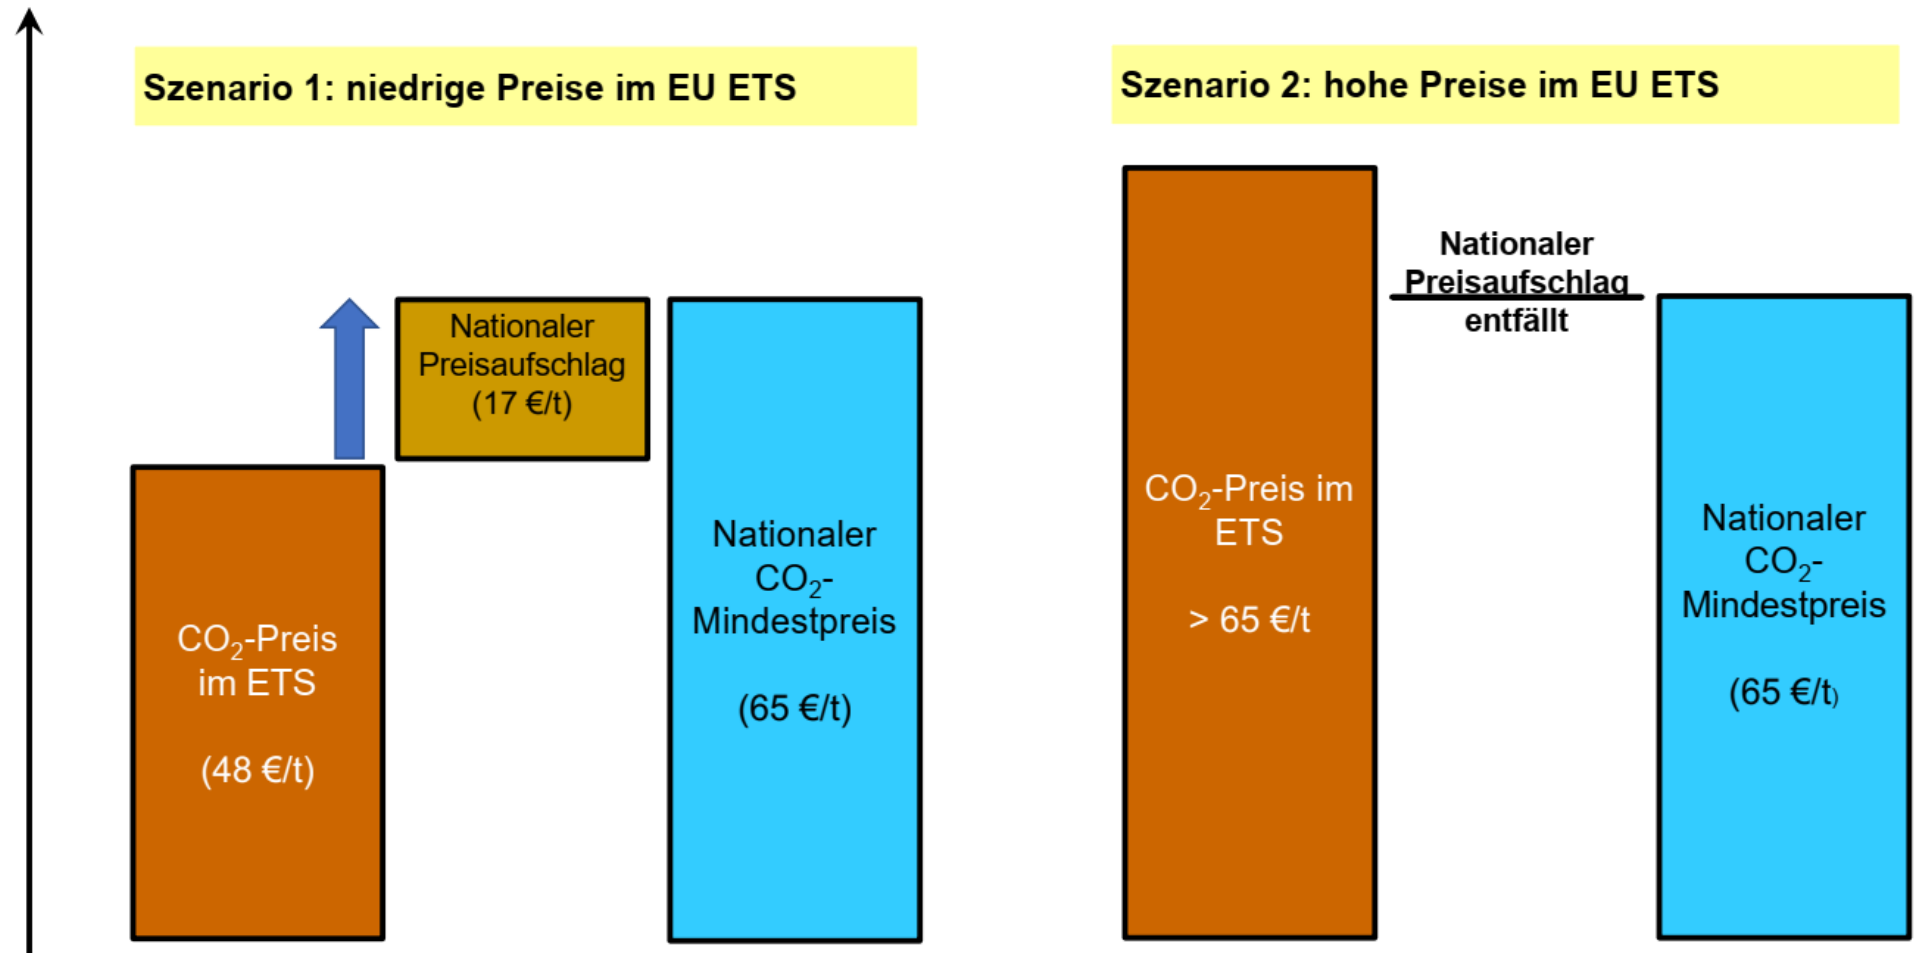 Szenario 1: niedrige Preise im EU ETS
CO₂-Preis
im ETS
(48 €/t)
Nationaler
Preisaufschlag
(17 €/t)
Nationaler
CO₂-
Mindestpreis
(65 €/t)
Szenario 2: hohe Preise im EU ETS
CO₂-Preis im
ETS
> 65 €/t
Nationaler
Preisaufschlag
entfällt
Nationaler
CO₂-
Mindestpreis
(65 €/t)